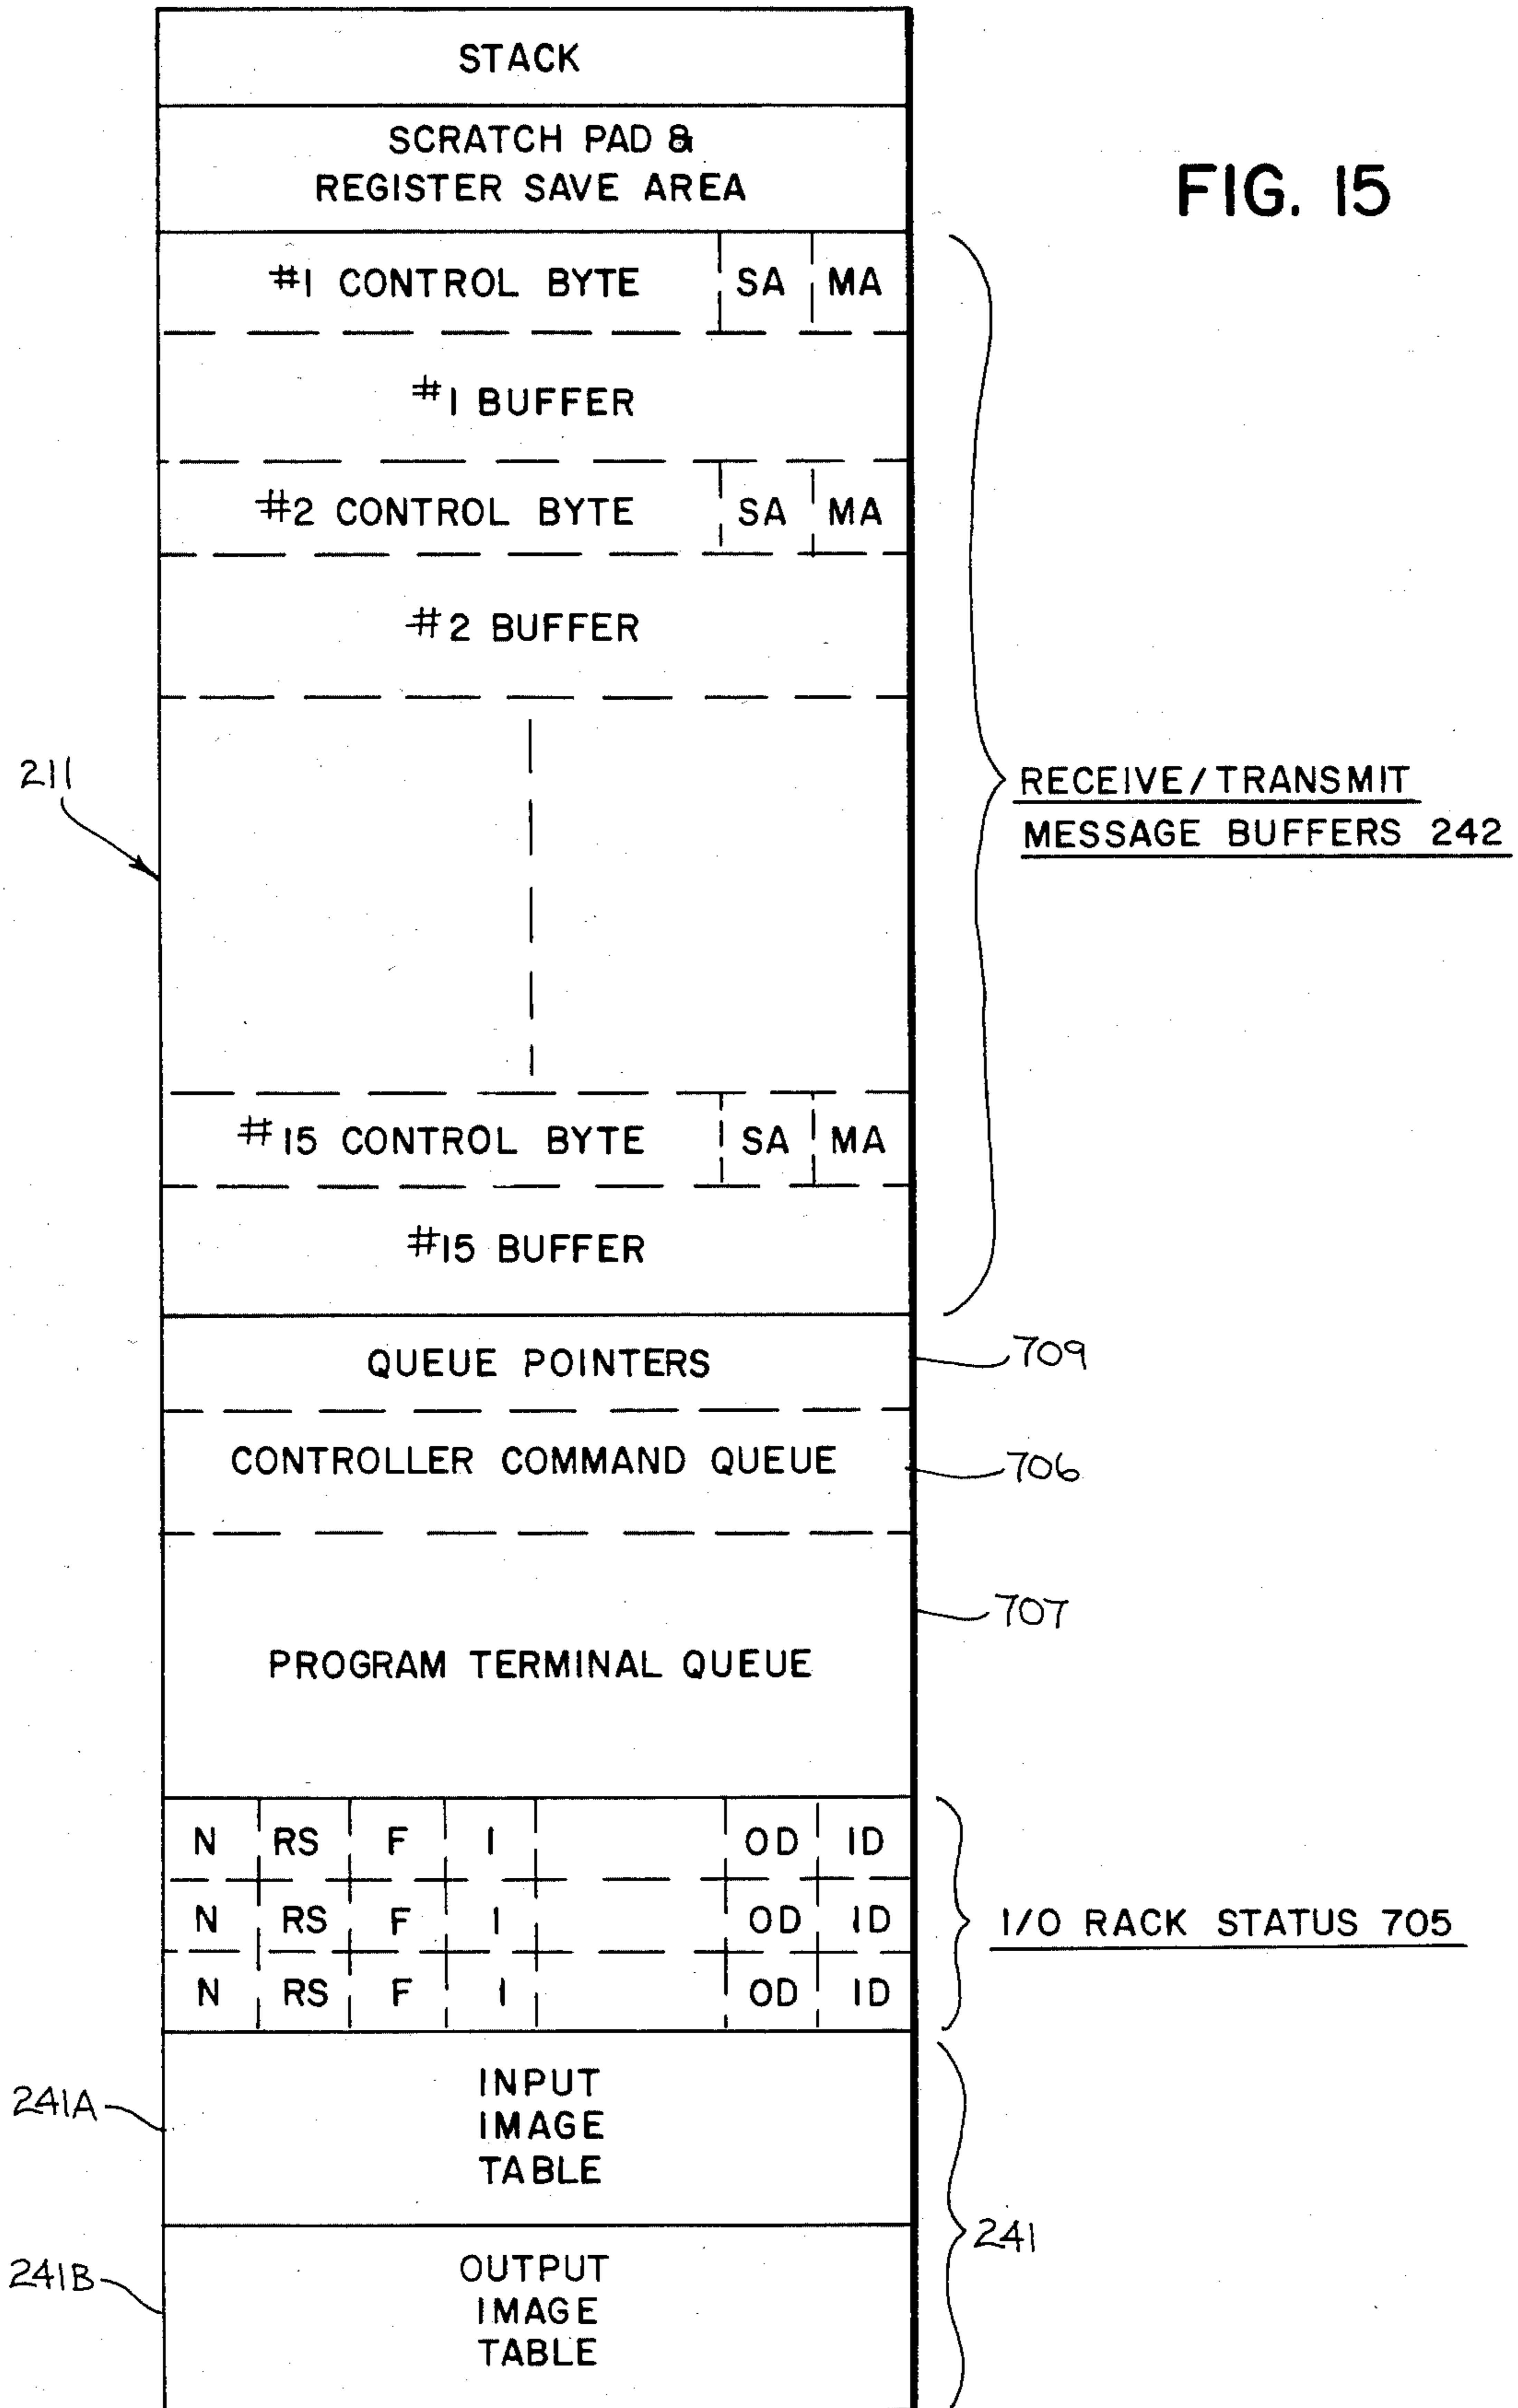 STACK
SCRATCH PAD &
REGISTER SAVE AREA
FIG. 15
#1 CONTROL BYTE SA MA
#1 BUFFER
#2 CONTROL BYTE SA MA
#2 BUFFER
211
RECEIVE/TRANSMIT
MESSAGE BUFFERS 242
#15 CONTROL BYTE SA MA
#15 BUFFER
QUEUE POINTERS
709
CONTROLLER COMMAND QUEUE
706
707
PROGRAM TERMINAL QUEUE
N RS F I OD ID
N RS F I OD ID
N RS F I OD ID
I/O RACK STATUS 705
241A
INPUT
IMAGE
TABLE
241
241B
OUTPUT
IMAGE
TABLE